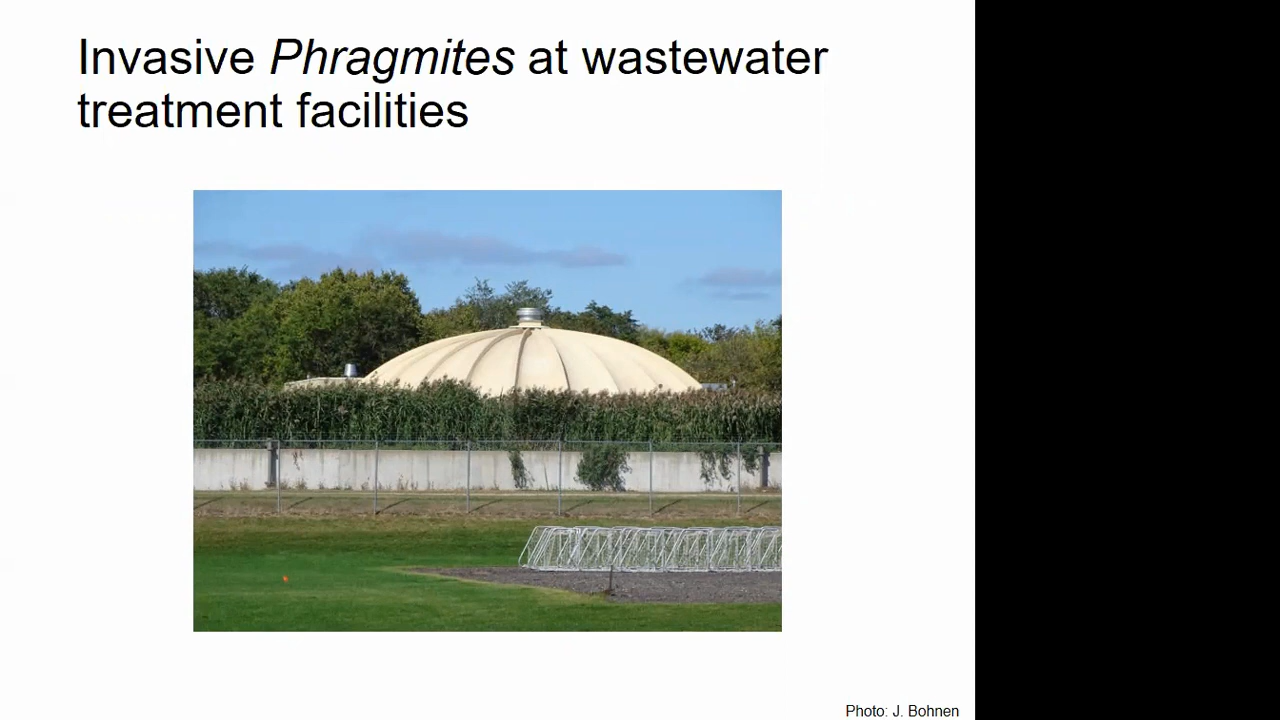 Invasive Phragmites at wastewater
treatment facilities
Photo: J. Bohnen